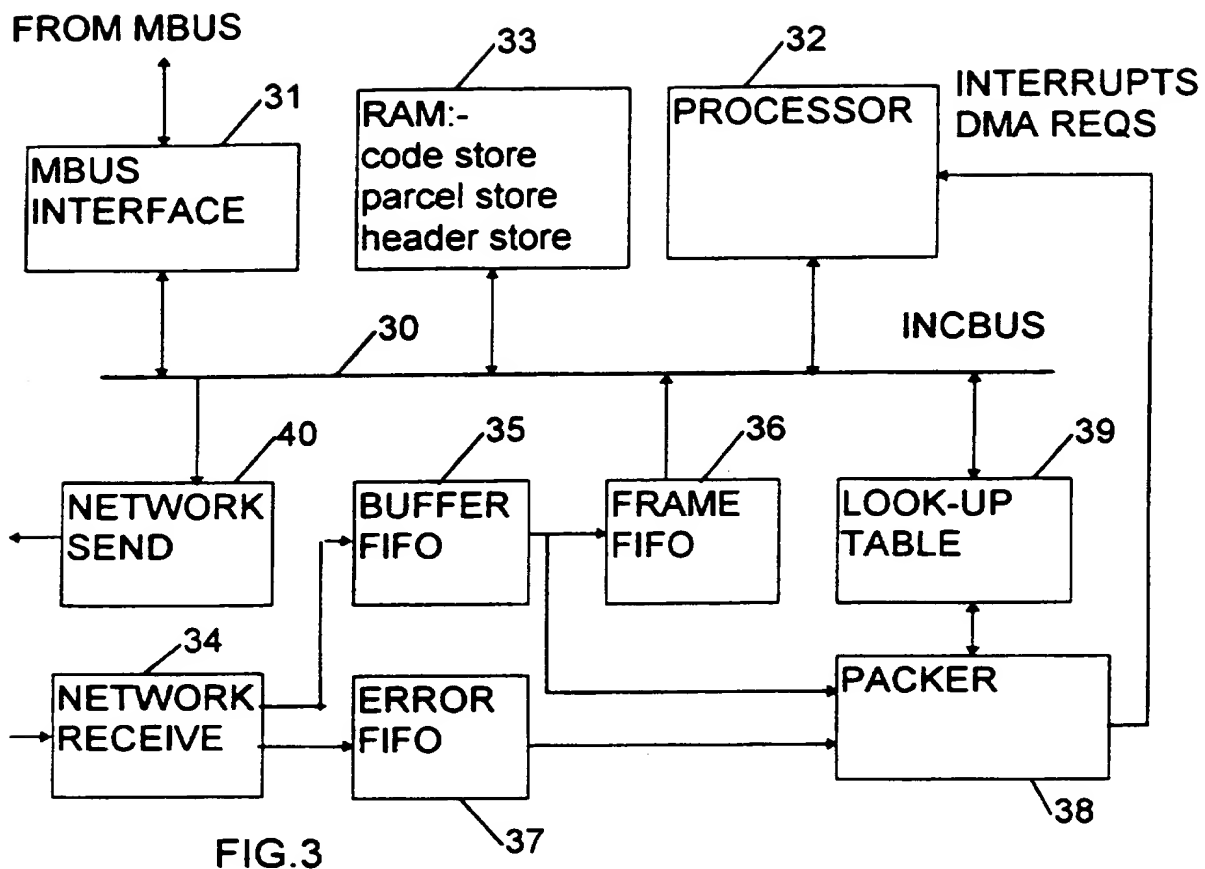 FROM MBUS
33
32
31
INTERRUPTS
DMA REQS
RAM:-
code store
parcel store
header store
PROCESSOR
MBUS
INTERFACE
30
INCBUS
40
35
36
39
NETWORK
SEND
BUFFER
FIFO
FRAME
FIFO
LOOK-UP
TABLE
34
NETWORK
RECEIVE
ERROR
FIFO
PACKER
37
38
FIG.3